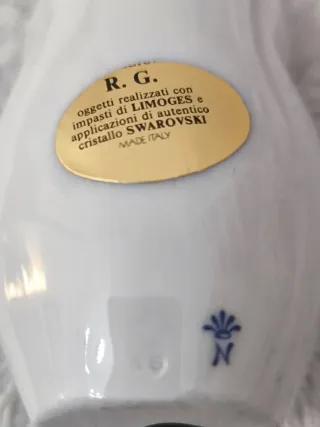 R. G.
oggetti realizzati con
impasti di LIMOGES e
applicazioni di autentico
cristallo SWAROVSKI
MADE ITALY
N